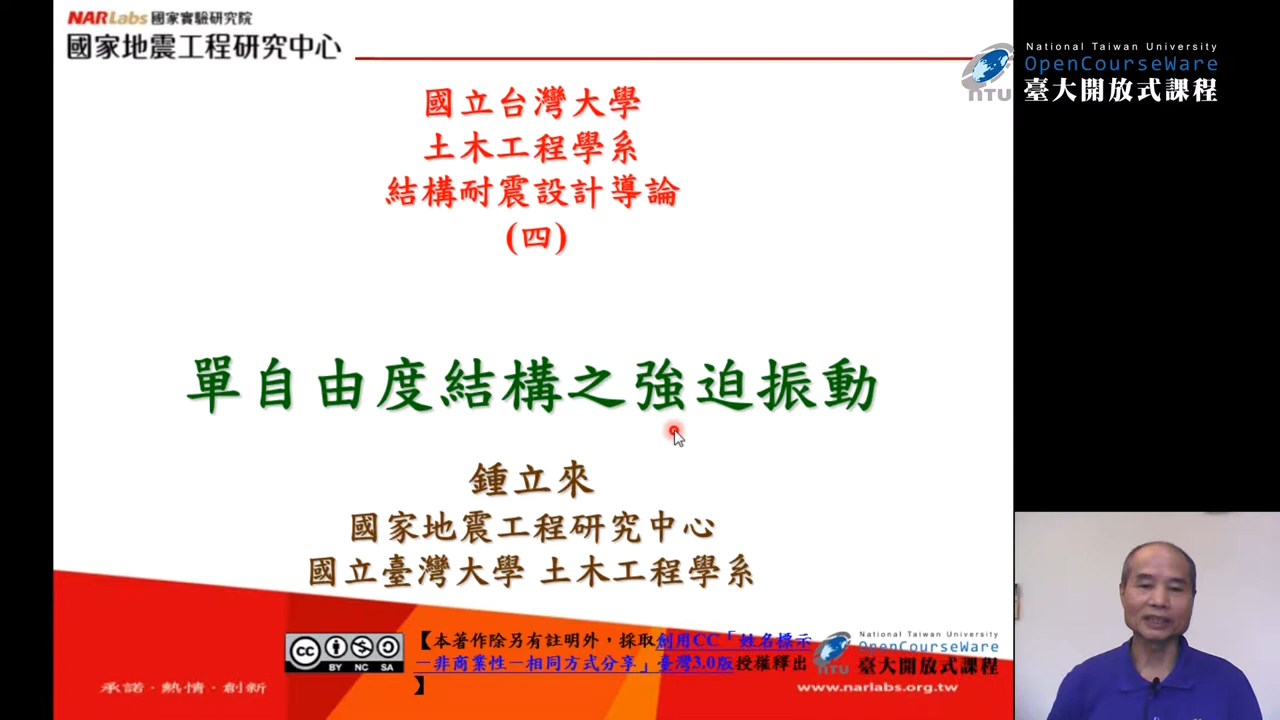 NARLabs 國家實驗研究院
國家地震工程研究中心
National Taiwan University
OpenCourseWare
臺大開放式課程
NTU
國立台灣大學
土木工程學系
結構耐震設計導論
(四)
單自由度結構之強迫振動
鍾立來
國家地震工程研究中心
國立臺灣大學 土木工程學系
CC BY NC SA
【本著作除另有註明外，採取創用CC「姓名標示
－非商業性－相同方式分享」臺灣3.0版授權釋出
】
National Taiwan University
OpenCourseWare
臺大開放式課程
NTU
承諾．熱情．創新
www.narlabs.org.tw